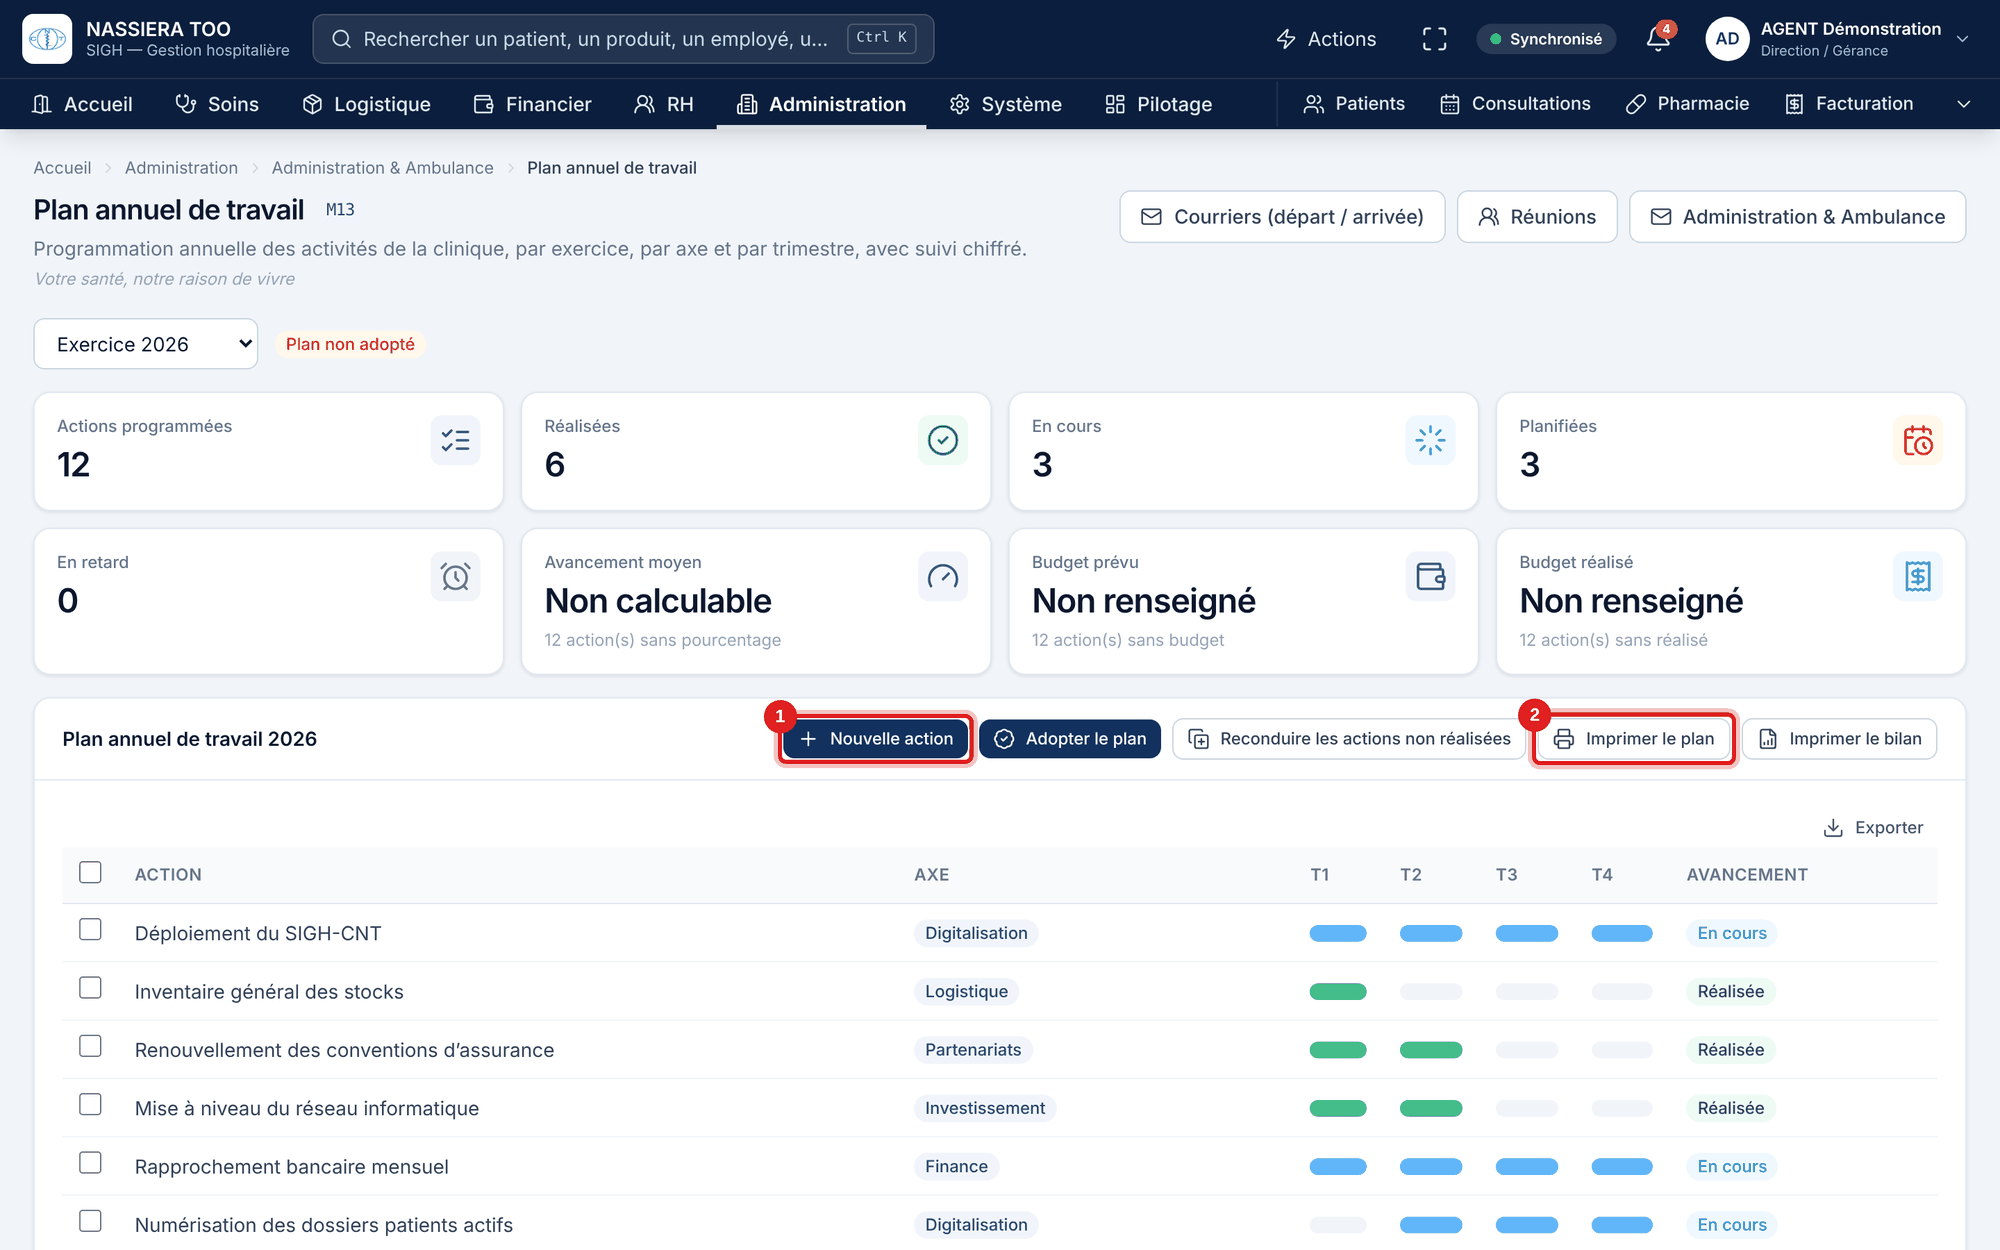 NASSIERA TOO
SIGH — Gestion hospitalière
Rechercher un patient, un produit, un employé, u...
Ctrl K
Actions
Synchronisé
4
AD
AGENT Démonstration
Direction / Gérance
Accueil
Soins
Logistique
Financier
RH
Administration
Système
Pilotage
Patients
Consultations
Pharmacie
Facturation
Accueil > Administration > Administration & Ambulance > Plan annuel de travail
Plan annuel de travail M13
Programmation annuelle des activités de la clinique, par exercice, par axe et par trimestre, avec suivi chiffré.
Votre santé, notre raison de vivre
Courriers (départ / arrivée)
Réunions
Administration & Ambulance
Exercice 2026
Plan non adopté
Actions programmées
12
Réalisées
6
En cours
3
Planifiées
3
En retard
0
Avancement moyen
Non calculable
12 action(s) sans pourcentage
Budget prévu
Non renseigné
12 action(s) sans budget
Budget réalisé
Non renseigné
12 action(s) sans réalisé
Plan annuel de travail 2026
1
Nouvelle action
Adopter le plan
Reconduire les actions non réalisées
2
Imprimer le plan
Imprimer le bilan
Exporter
ACTION AXE T1 T2 T3 T4 AVANCEMENT
Déploiement du SIGH-CNT Digitalisation En cours
Inventaire général des stocks Logistique Réalisée
Renouvellement des conventions d’assurance Partenariats Réalisée
Mise à niveau du réseau informatique Investissement Réalisée
Rapprochement bancaire mensuel Finance En cours
Numérisation des dossiers patients actifs Digitalisation En cours